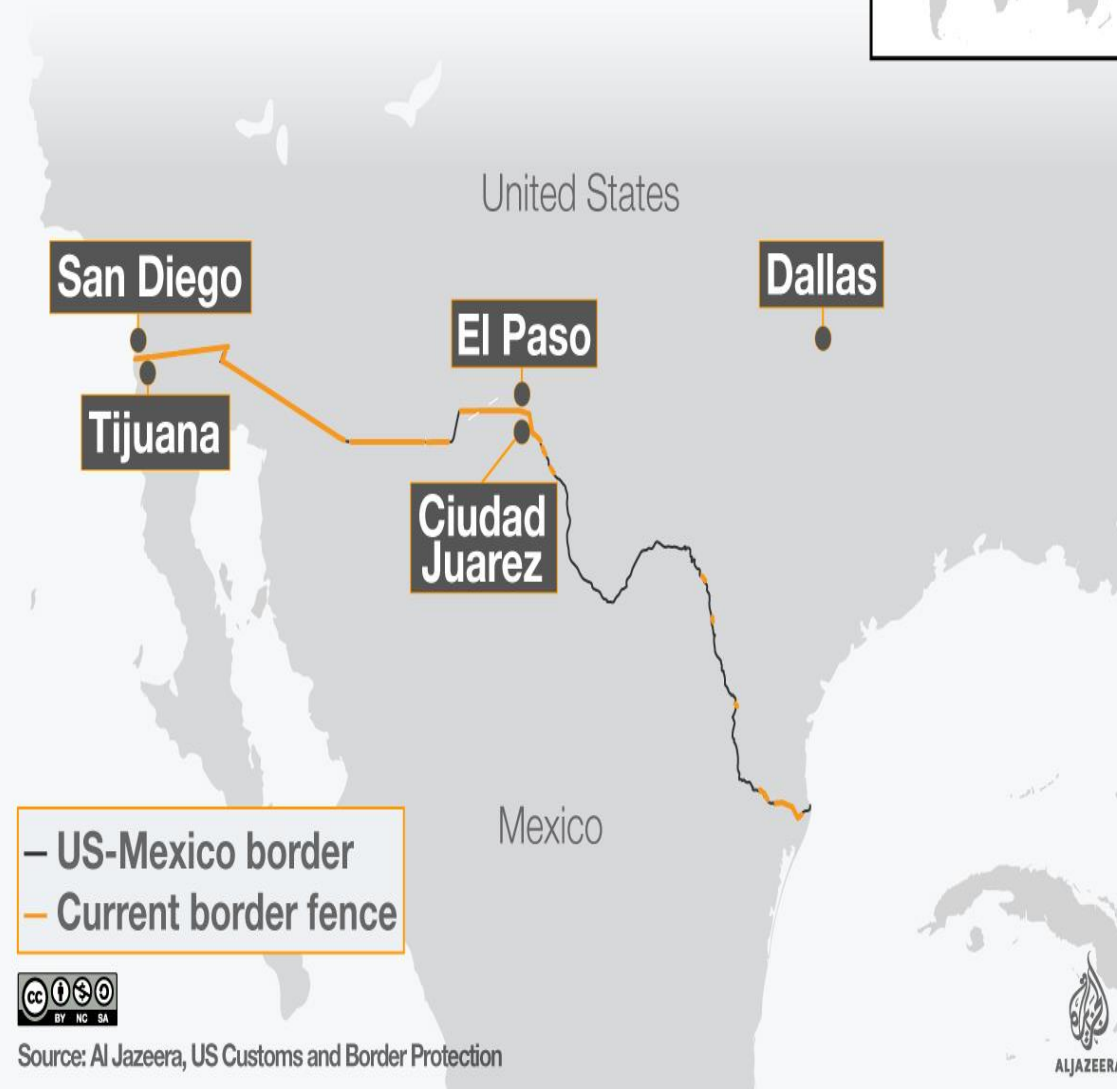 United States
San Diego
Dallas
El Paso
Tijuana
Ciudad
Juarez
Mexico
– US-Mexico border
– Current border fence
cc BY NC SA
Source: Al Jazeera, US Customs and Border Protection
ALJAZEERA